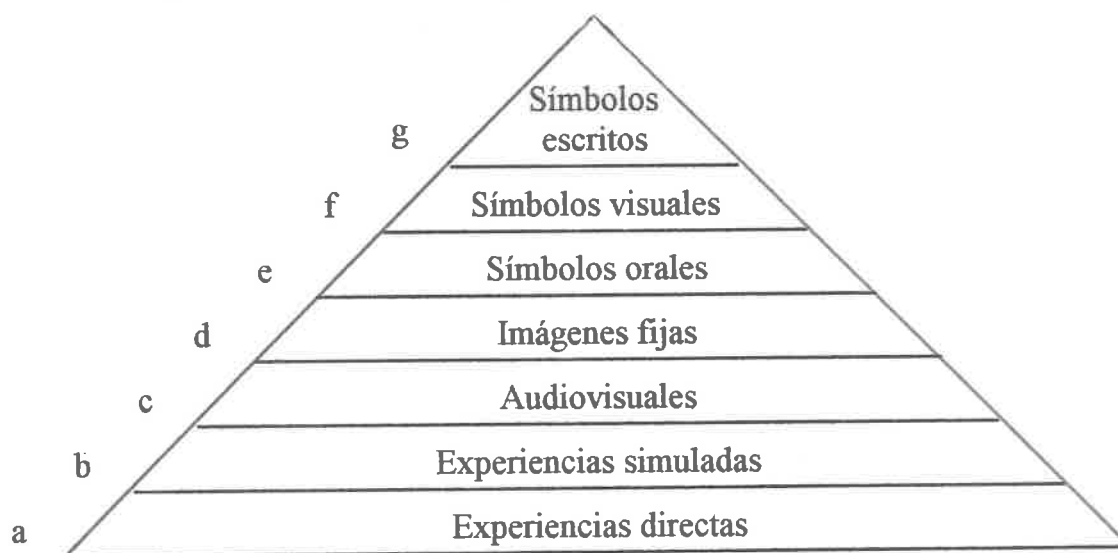 Símbolos
escritos
g
Símbolos visuales
f
Símbolos orales
e
Imágenes fijas
d
Audiovisuales
c
Experiencias simuladas
b
Experiencias directas
a